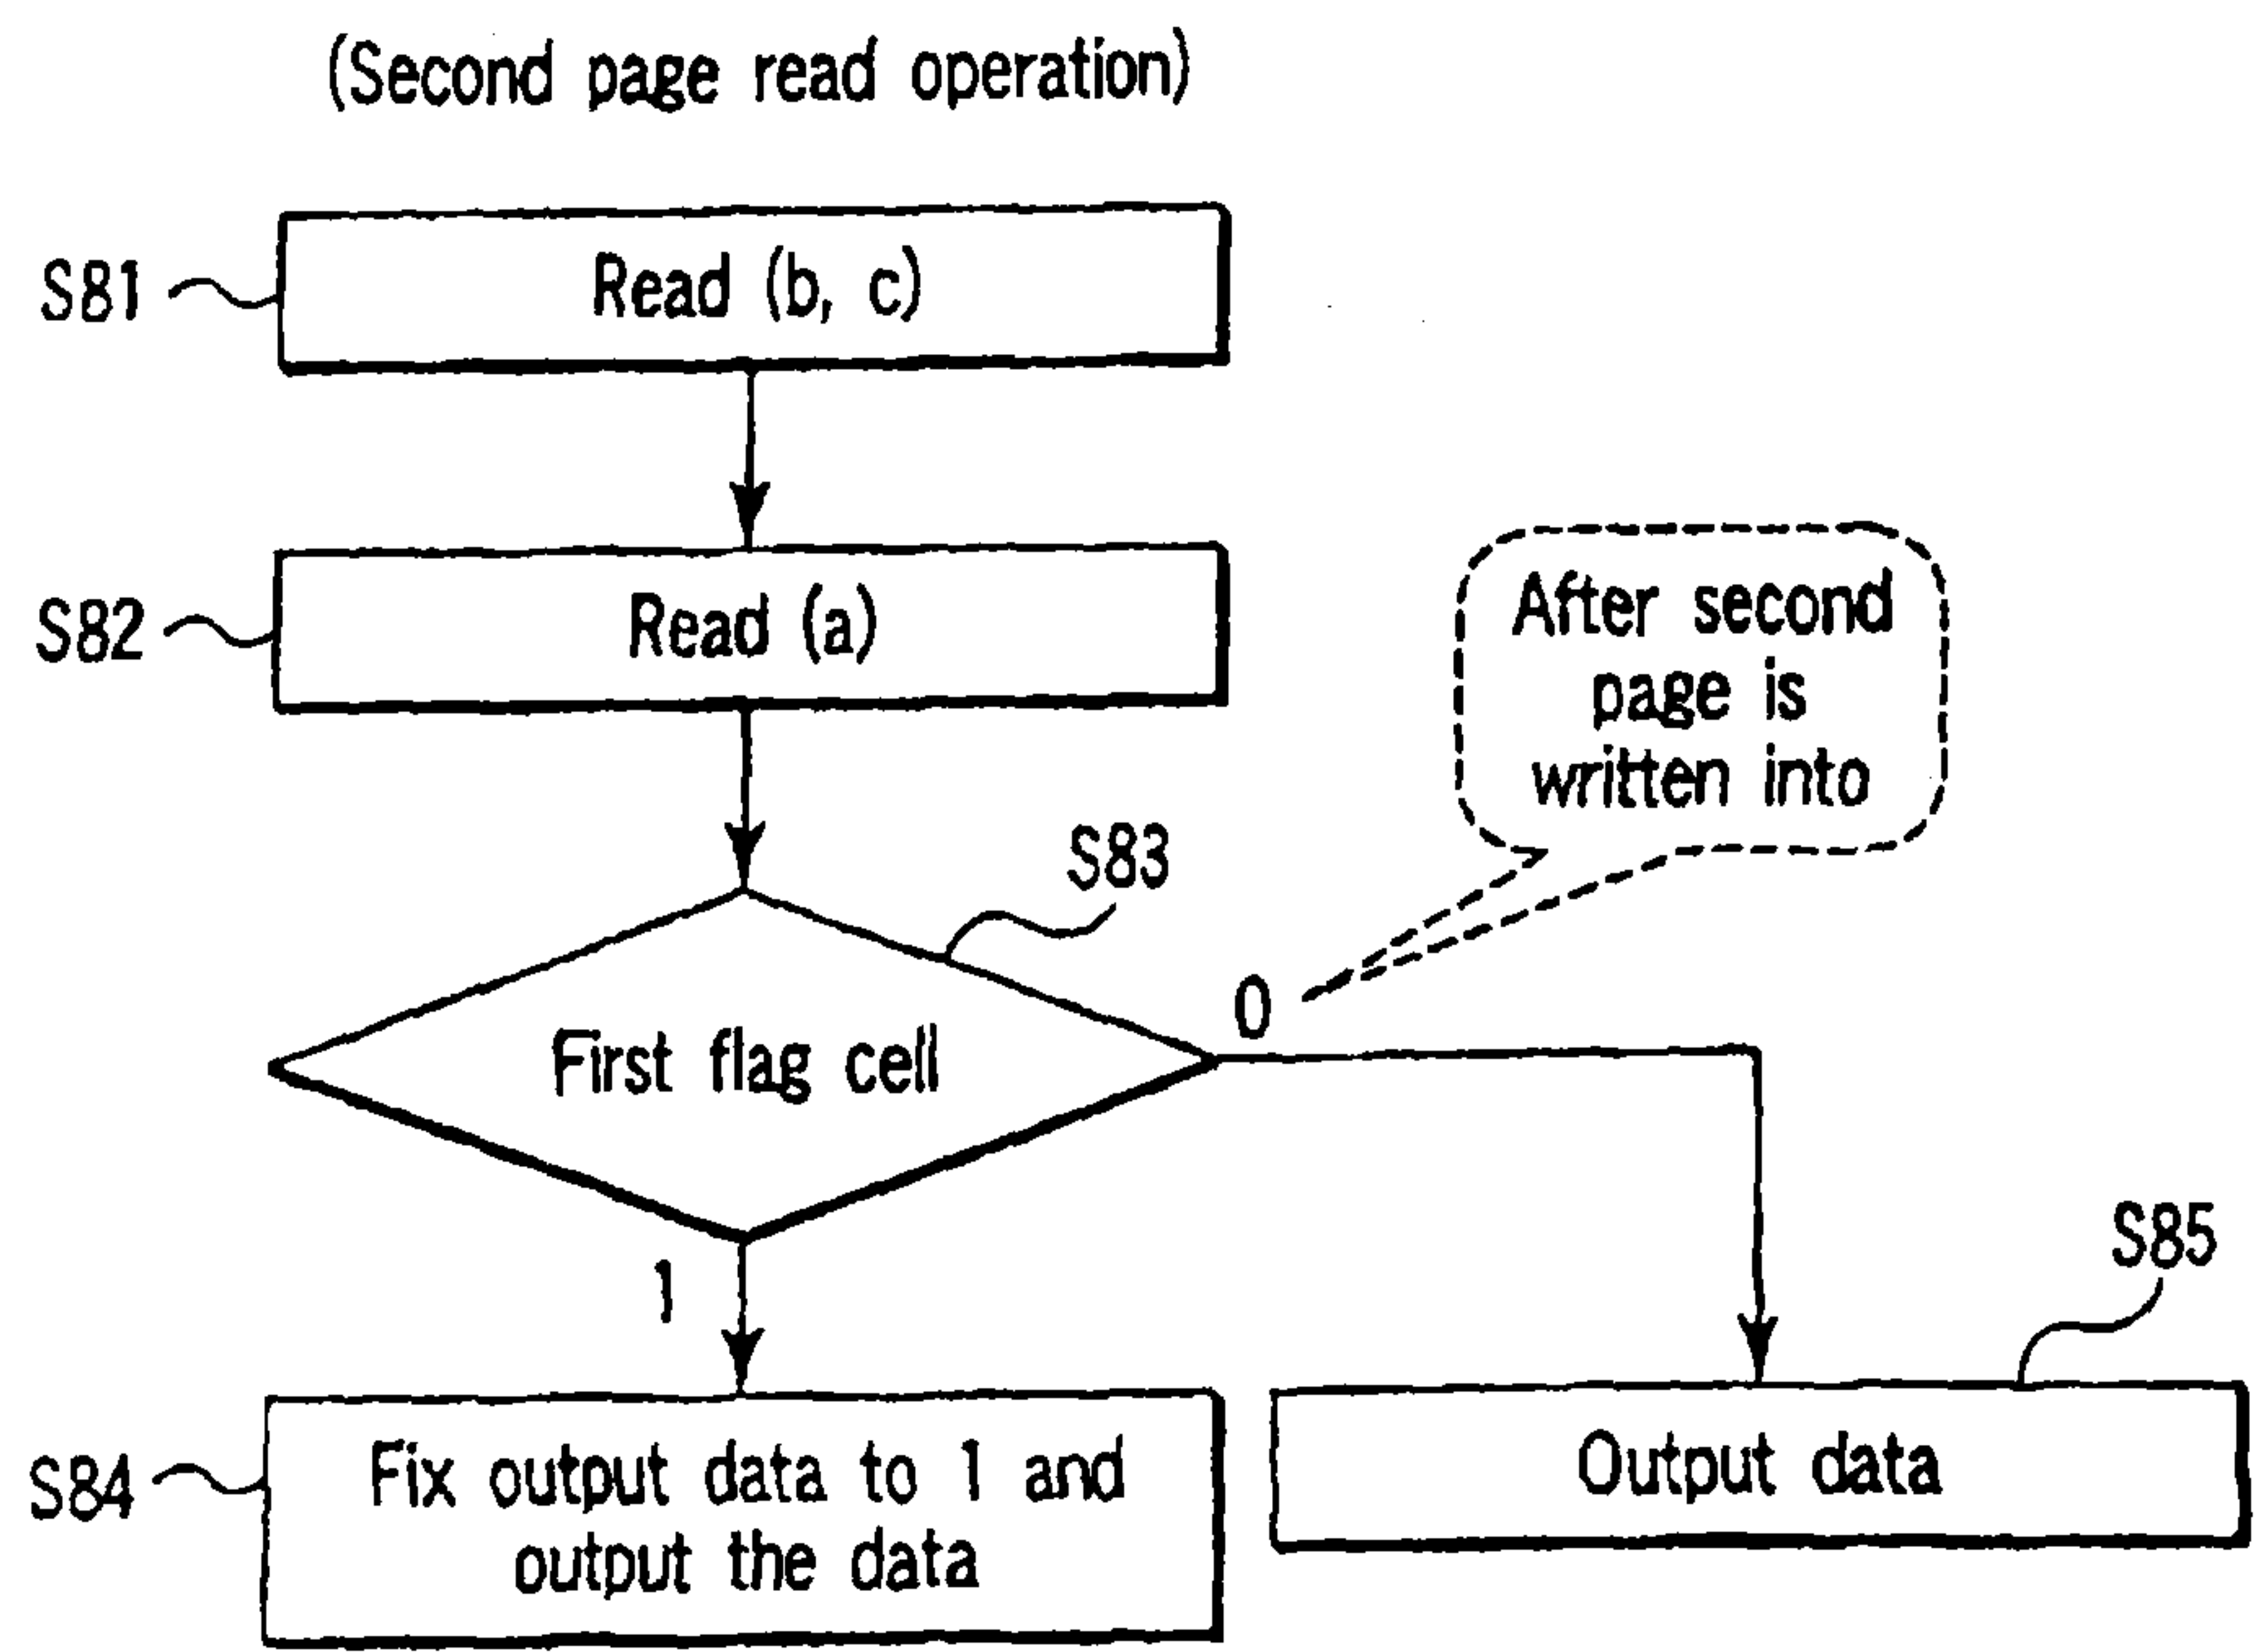 (Second page read operation)
S81
Read (b, c)
S82
Read (a)
After second
page is
written into
S83
0
First flag cell
1
S85
S84
Fix output data to 1 and
output the data
Output data